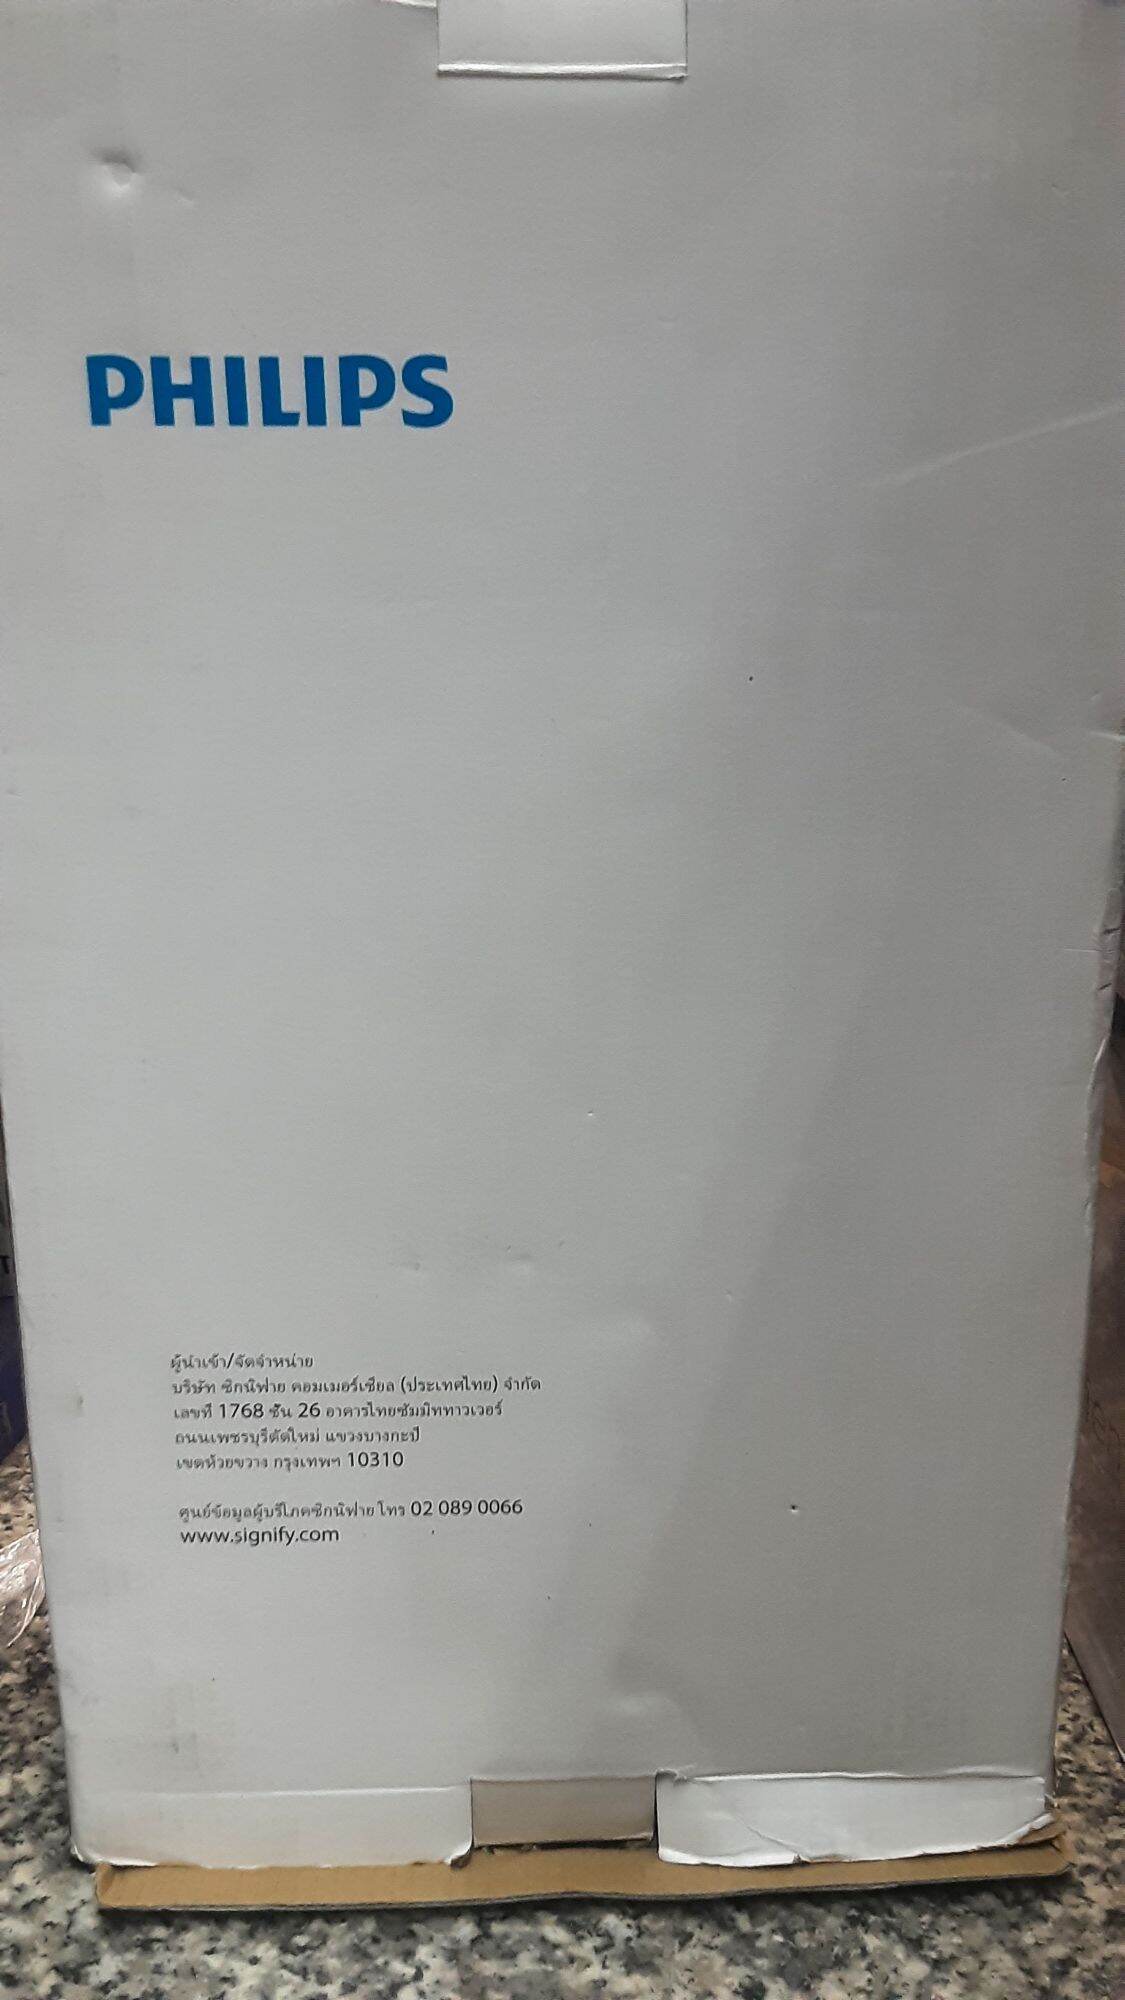 PHILIPS
ผู้นำเข้า/จัดจำหน่าย
บริษัท ซิกนิฟาย คอมเมอร์เชียล (ประเทศไทย) จำกัด
เลขที่ 1768 ชั้น 26 อาคารไทยซัมมิททาวเวอร์
ถนนเพชรบุรีตัดใหม่ แขวงบางกะปิ
เขตห้วยขวาง กรุงเทพฯ 10310
ศูนย์ข้อมูลผู้บริโภคซิกนิฟาย โทร 02 089 0066
www.signify.com